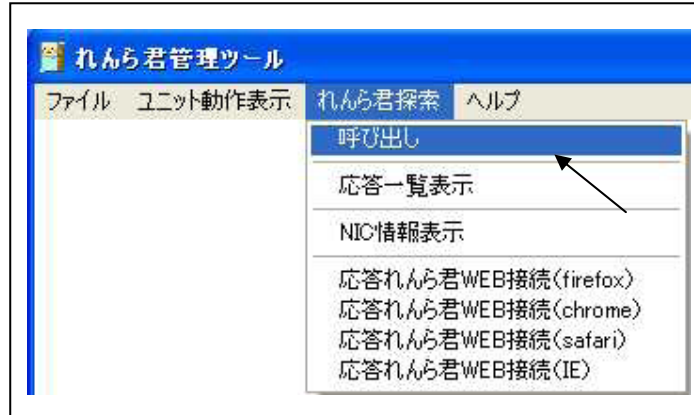 れんら君管理ツール
ファイル ユニット動作表示 れんら君探索 ヘルプ
呼び出し
応答一覧表示
NIC情報表示
応答れんら君WEB接続(firefox)
応答れんら君WEB接続(chrome)
応答れんら君WEB接続(safari)
応答れんら君WEB接続(IE)